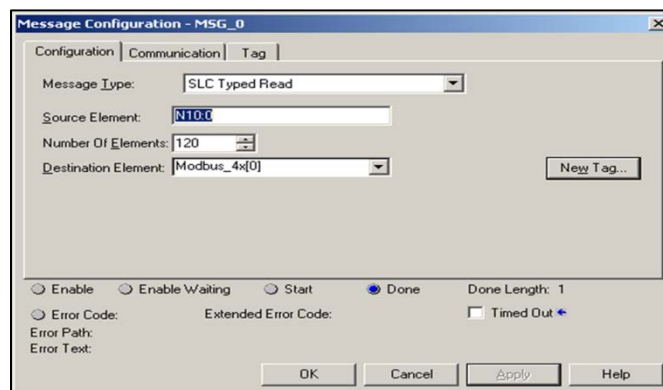 Message Configuration - MSG_0
Configuration Communication Tag
Message Type: SLC Typed Read
Source Element: N10:0
Number Of Elements: 120
Destination Element: Modbus_4x[0] New Tag...
Enable Enable Waiting Start Done Done Length: 1
Error Code: Extended Error Code: Timed Out
Error Path:
Error Text:
OK Cancel Apply Help